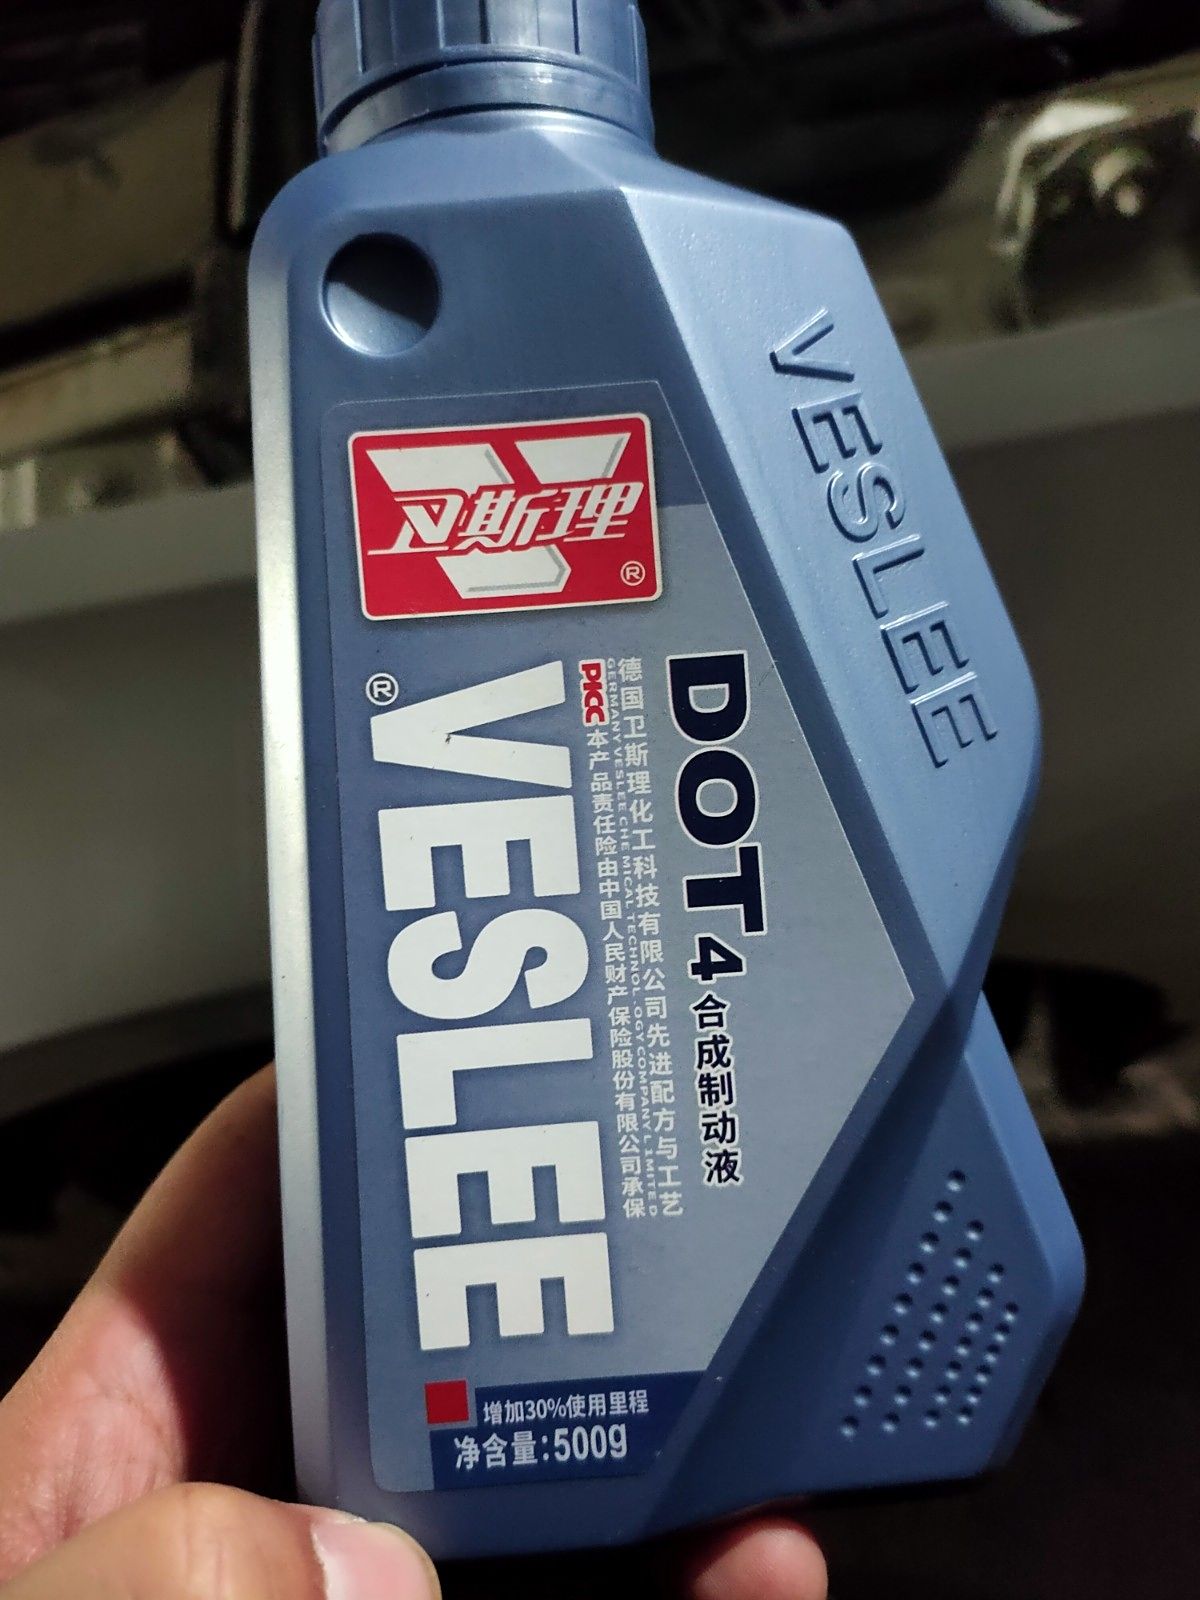 VESLEE
卫斯理
®
DOT 4 合成制动液
德国卫斯理化工科技有限公司先进配方与工艺
GERMANY VESLEE CHEMICAL TECHNOLOGY COMPANY LIMITED
PICC 本产品责任险由中国人民财产保险股份有限公司承保
VESLEE
®
增加30%使用里程
净含量:500g